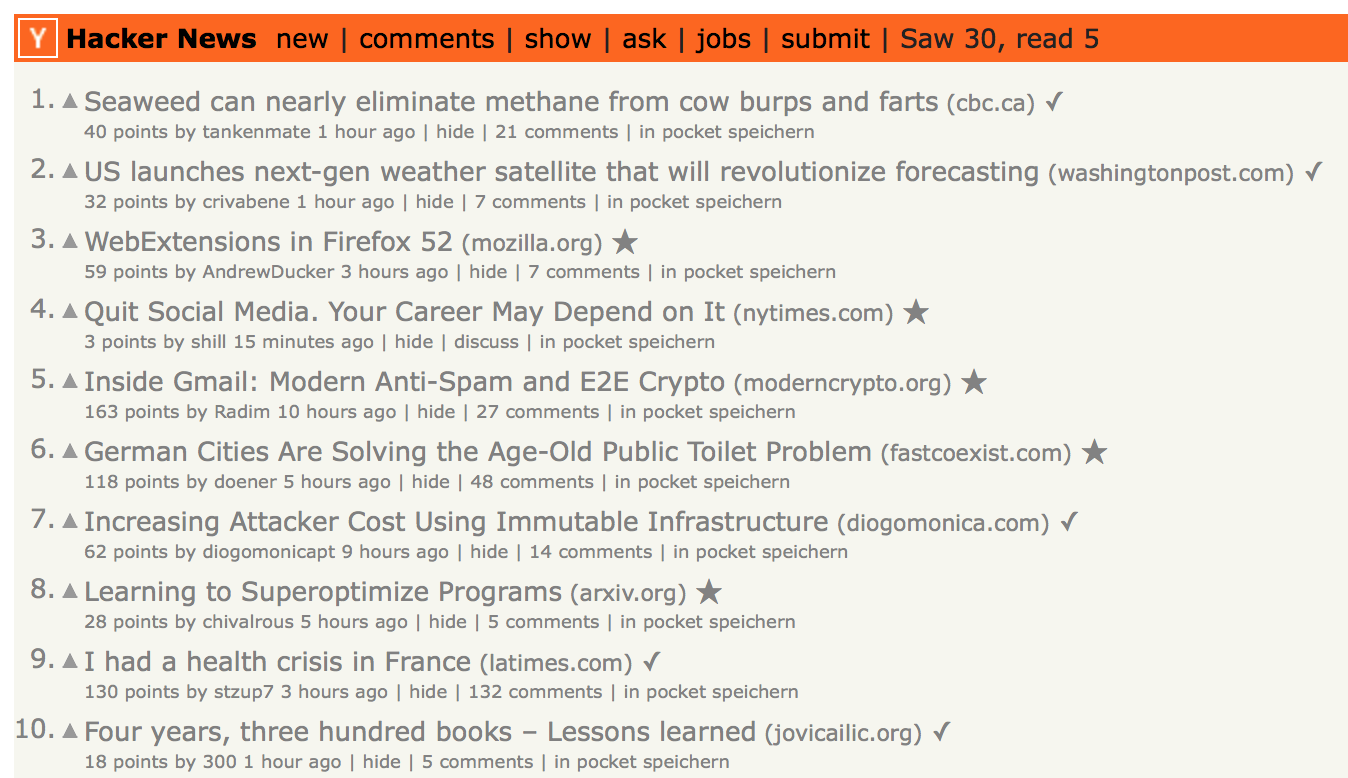 Y Hacker News new | comments | show | ask | jobs | submit | Saw 30, read 5
1. ▲ Seaweed can nearly eliminate methane from cow burps and farts (cbc.ca) ✓
40 points by tankenmate 1 hour ago | hide | 21 comments | in pocket speichern
2. ▲ US launches next-gen weather satellite that will revolutionize forecasting (washingtonpost.com) ✓
32 points by crivabene 1 hour ago | hide | 7 comments | in pocket speichern
3. ▲ WebExtensions in Firefox 52 (mozilla.org) ★
59 points by AndrewDucker 3 hours ago | hide | 7 comments | in pocket speichern
4. ▲ Quit Social Media. Your Career May Depend on It (nytimes.com) ★
3 points by shill 15 minutes ago | hide | discuss | in pocket speichern
5. ▲ Inside Gmail: Modern Anti-Spam and E2E Crypto (moderncrypto.org) ★
163 points by Radim 10 hours ago | hide | 27 comments | in pocket speichern
6. ▲ German Cities Are Solving the Age-Old Public Toilet Problem (fastcoexist.com) ★
118 points by doener 5 hours ago | hide | 48 comments | in pocket speichern
7. ▲ Increasing Attacker Cost Using Immutable Infrastructure (diogomonica.com) ✓
62 points by diogomonicapt 9 hours ago | hide | 14 comments | in pocket speichern
8. ▲ Learning to Superoptimize Programs (arxiv.org) ★
28 points by chivalrous 5 hours ago | hide | 5 comments | in pocket speichern
9. ▲ I had a health crisis in France (latimes.com) ✓
130 points by stzup7 3 hours ago | hide | 132 comments | in pocket speichern
10. ▲ Four years, three hundred books – Lessons learned (jovicailic.org) ✓
18 points by 300 1 hour ago | hide | 5 comments | in pocket speichern